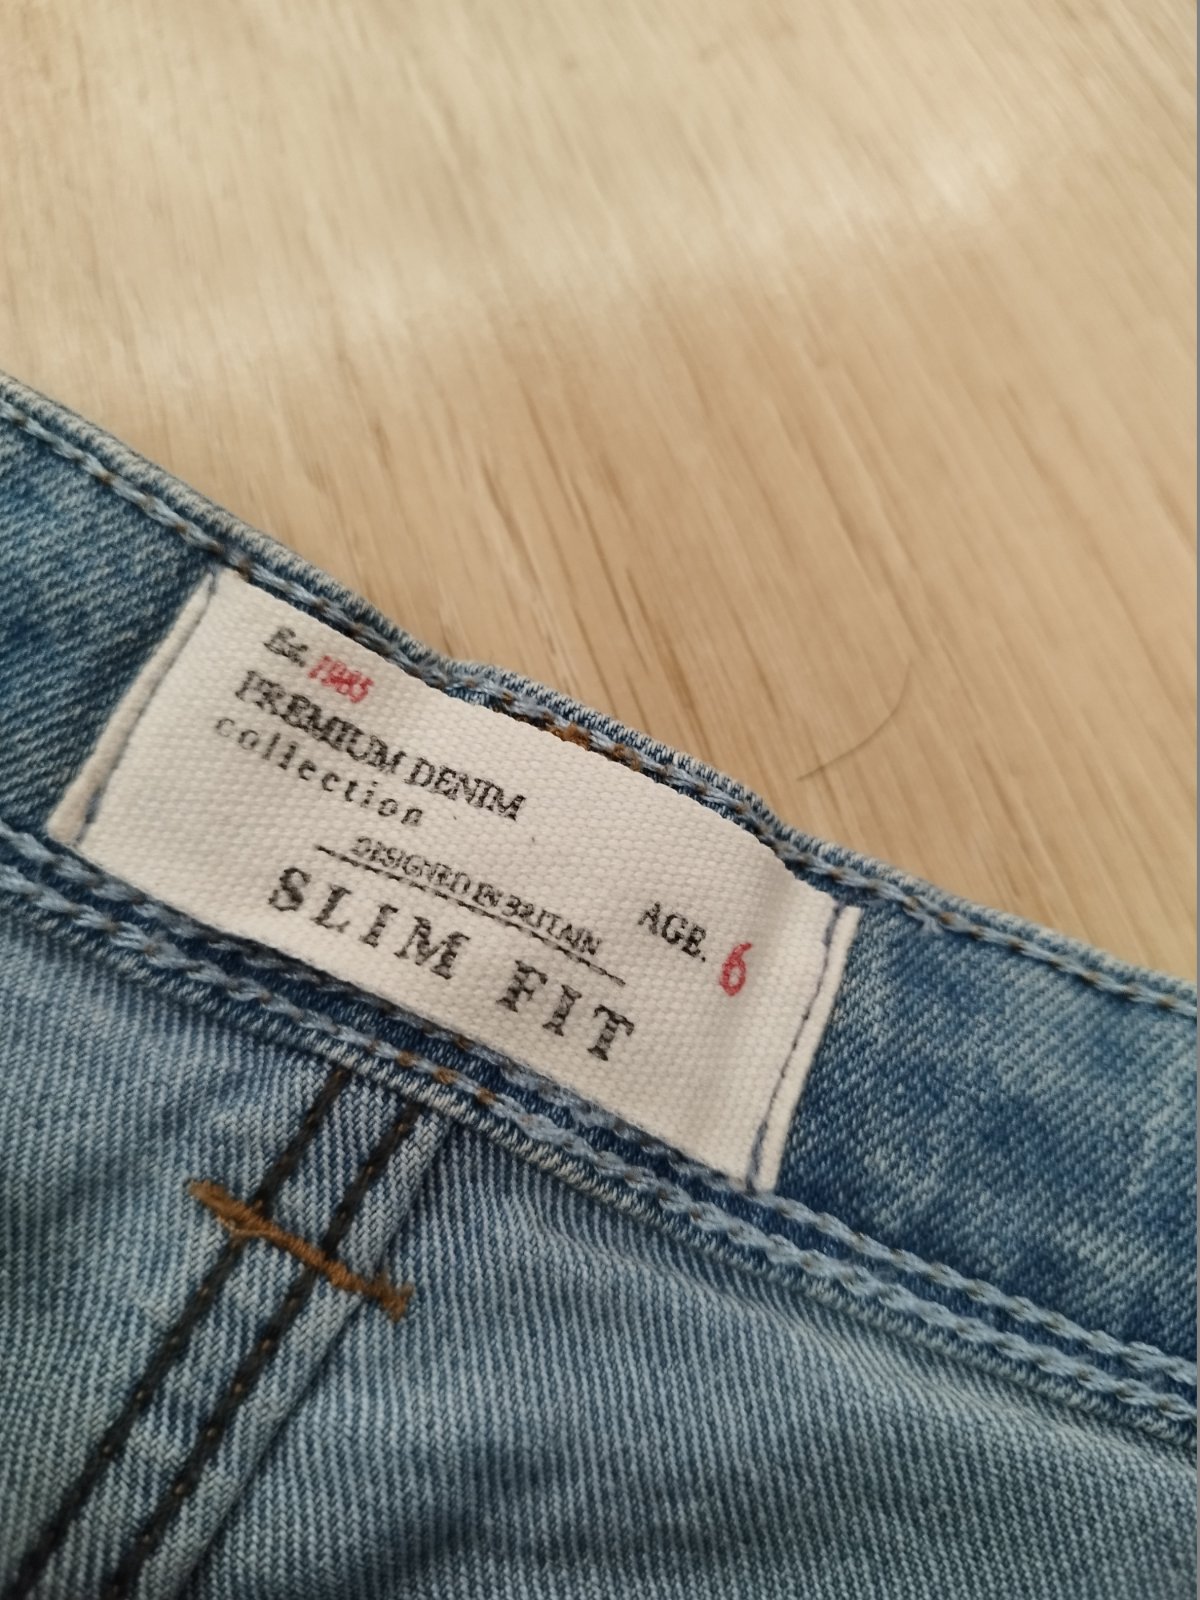 Est. 1985
PREMIUM DENIM
collection
DESIGNED IN BRITAIN
SLIM FIT
AGE. 6